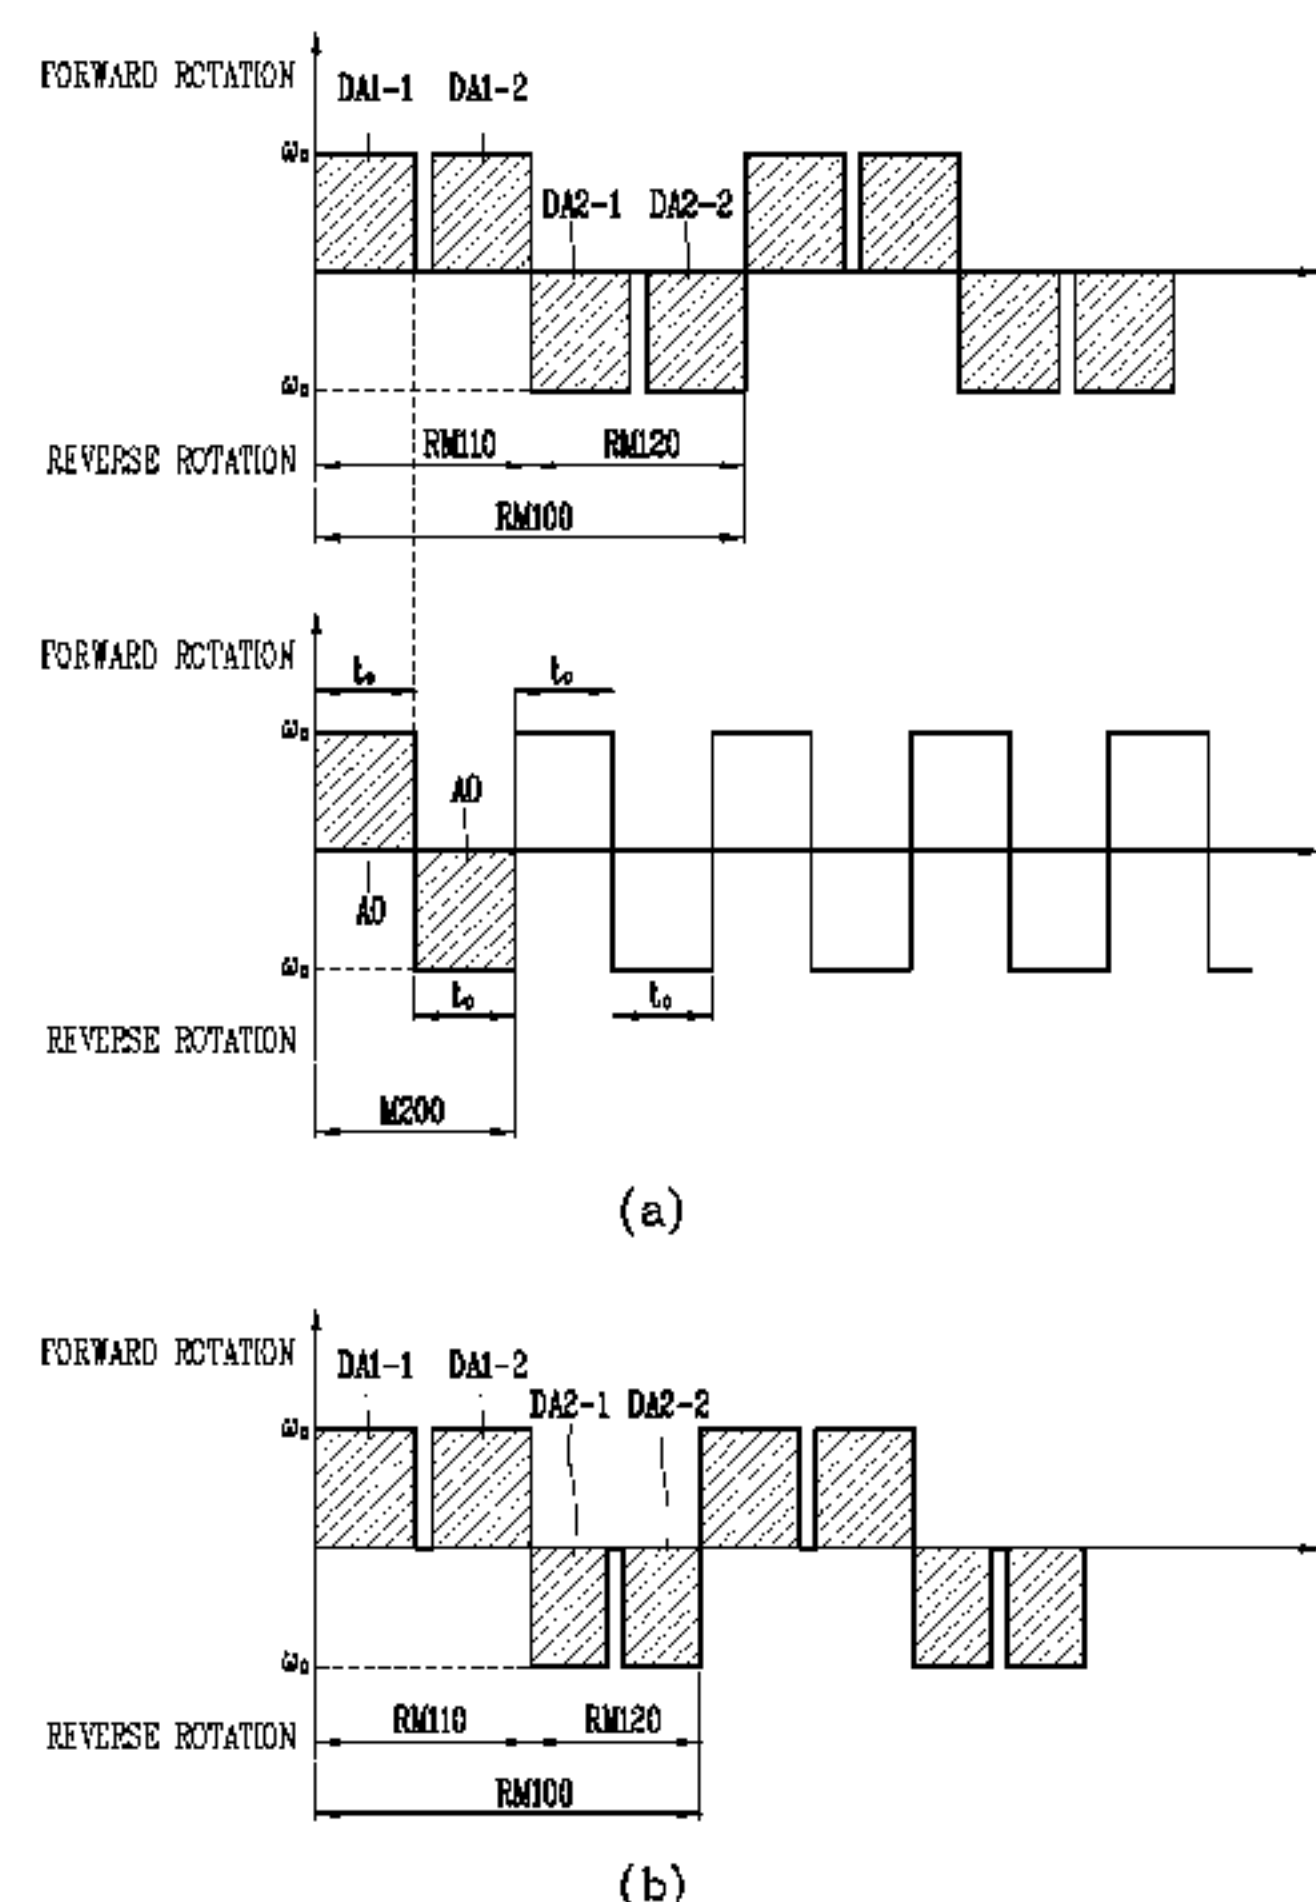 FORWARD ROTATION
DA1-1 DA1-2
ω₀
DA2-1 DA2-2
ω₀
REVERSE ROTATION
RM110 RM120
RM100
FORWARD ROTATION
t₀ t₀
ω₀
A0
A0
ω₀
t₀ t₀
REVERSE ROTATION
M200
(a)
FORWARD ROTATION
DA1-1 DA1-2
DA2-1 DA2-2
ω₀
ω₀
REVERSE ROTATION
RM110 RM120
RM100
(b)